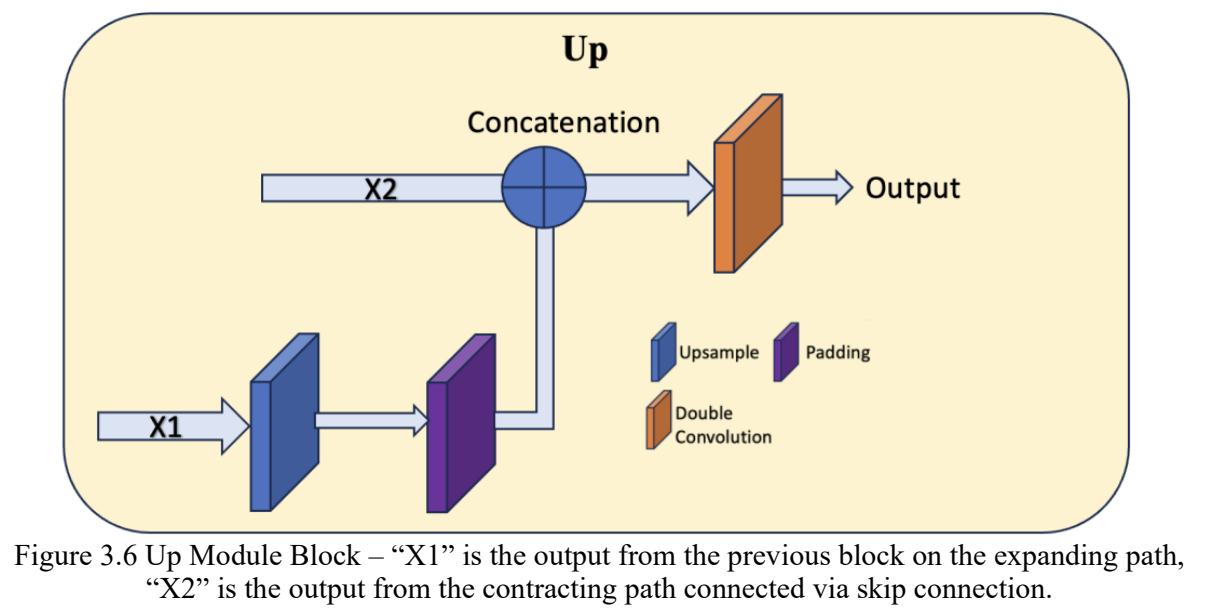 Up
Concatenation
X2
Output
X1
Upsample
Padding
Double
Convolution
Figure 3.6 Up Module Block – “X1” is the output from the previous block on the expanding path,
“X2” is the output from the contracting path connected via skip connection.